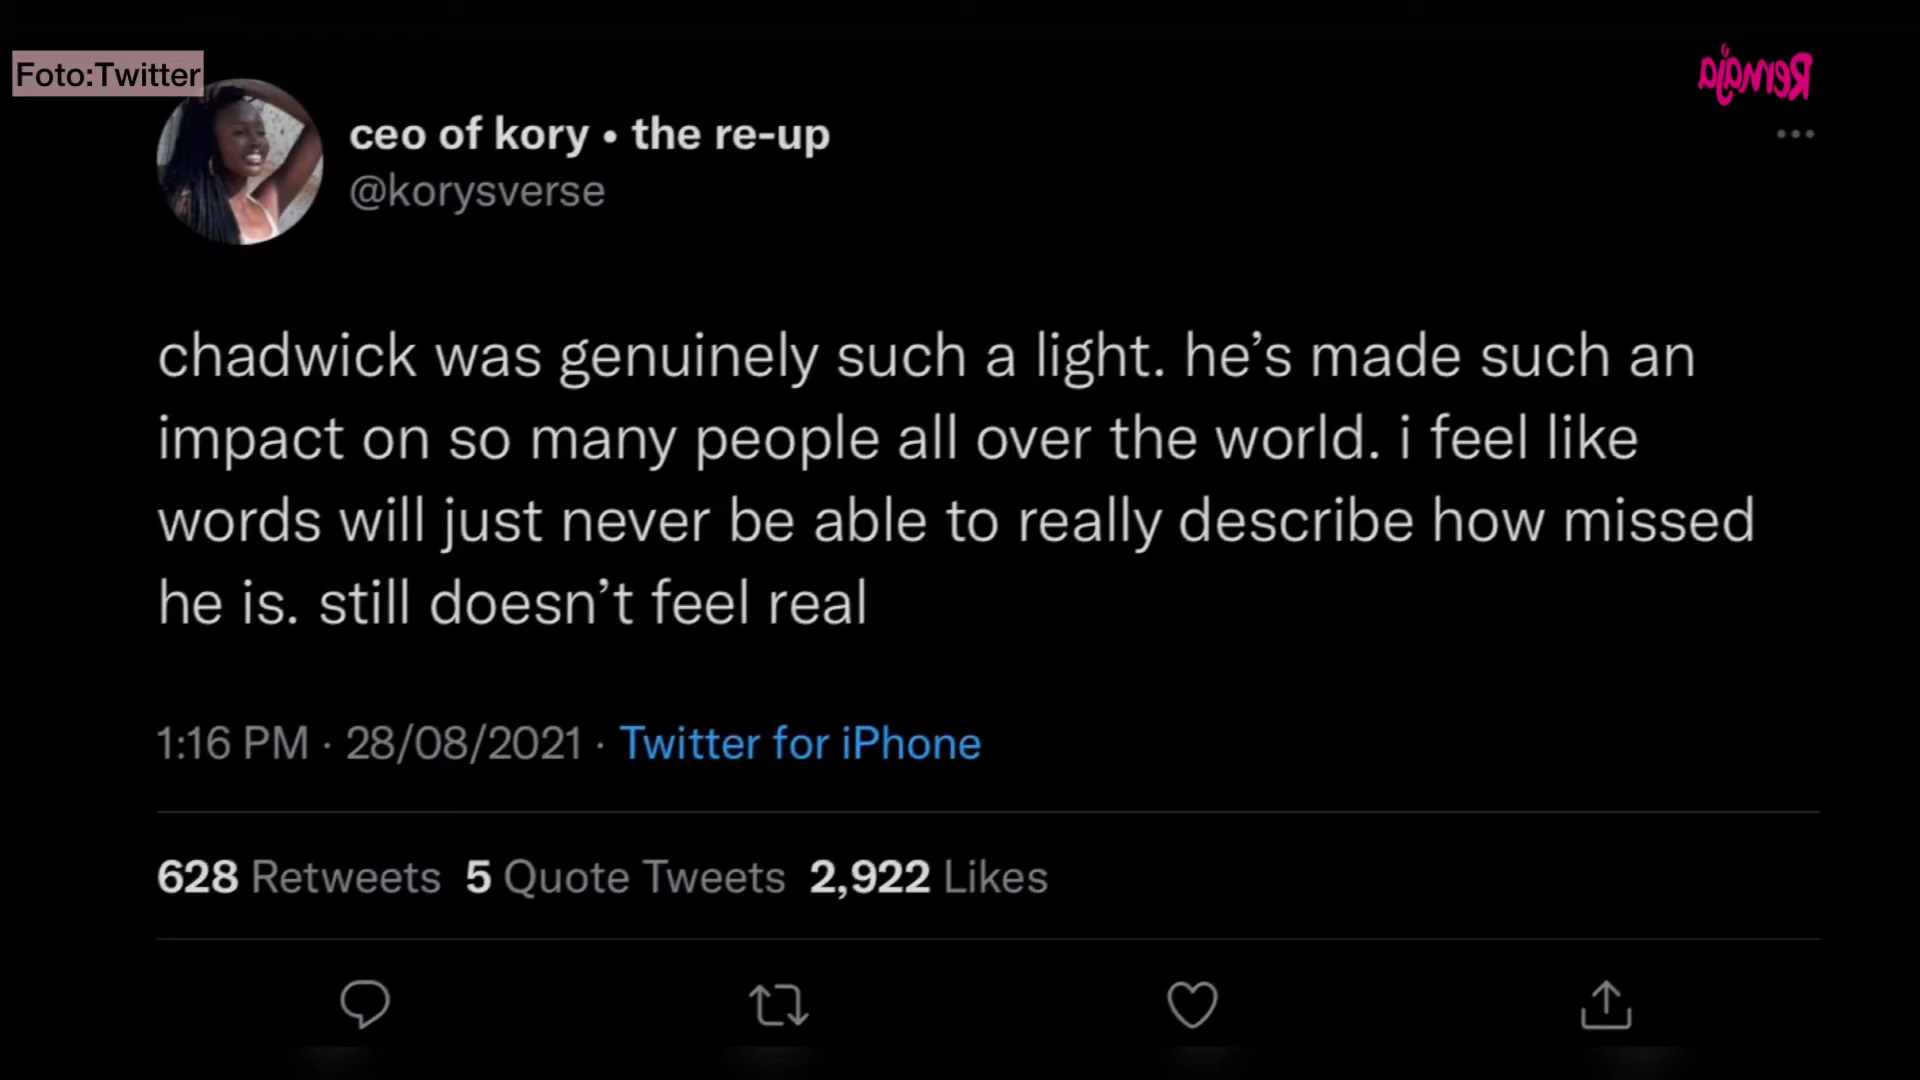 Foto:Twitter
Remaja
ceo of kory • the re-up
@korysverse
chadwick was genuinely such a light. he’s made such an
impact on so many people all over the world. i feel like
words will just never be able to really describe how missed
he is. still doesn’t feel real
1:16 PM · 28/08/2021 · Twitter for iPhone
628 Retweets 5 Quote Tweets 2,922 Likes